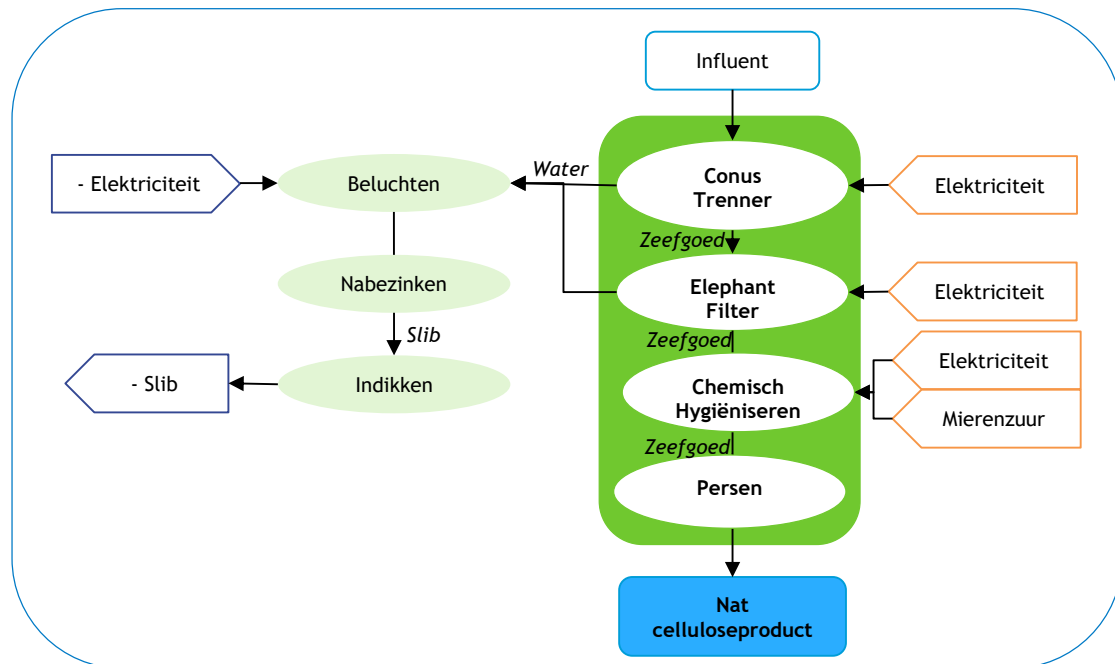 Influent
- Elektriciteit
Beluchten
Water
Conus
Trenner
Elektriciteit
Zeefgoed
Nabezinken
Elephant
Filter
Elektriciteit
Slib
Zeefgoed
Elektriciteit
- Slib
Indikken
Chemisch
Hygiëniseren
Mierenzuur
Zeefgoed
Persen
Nat
celluloseproduct